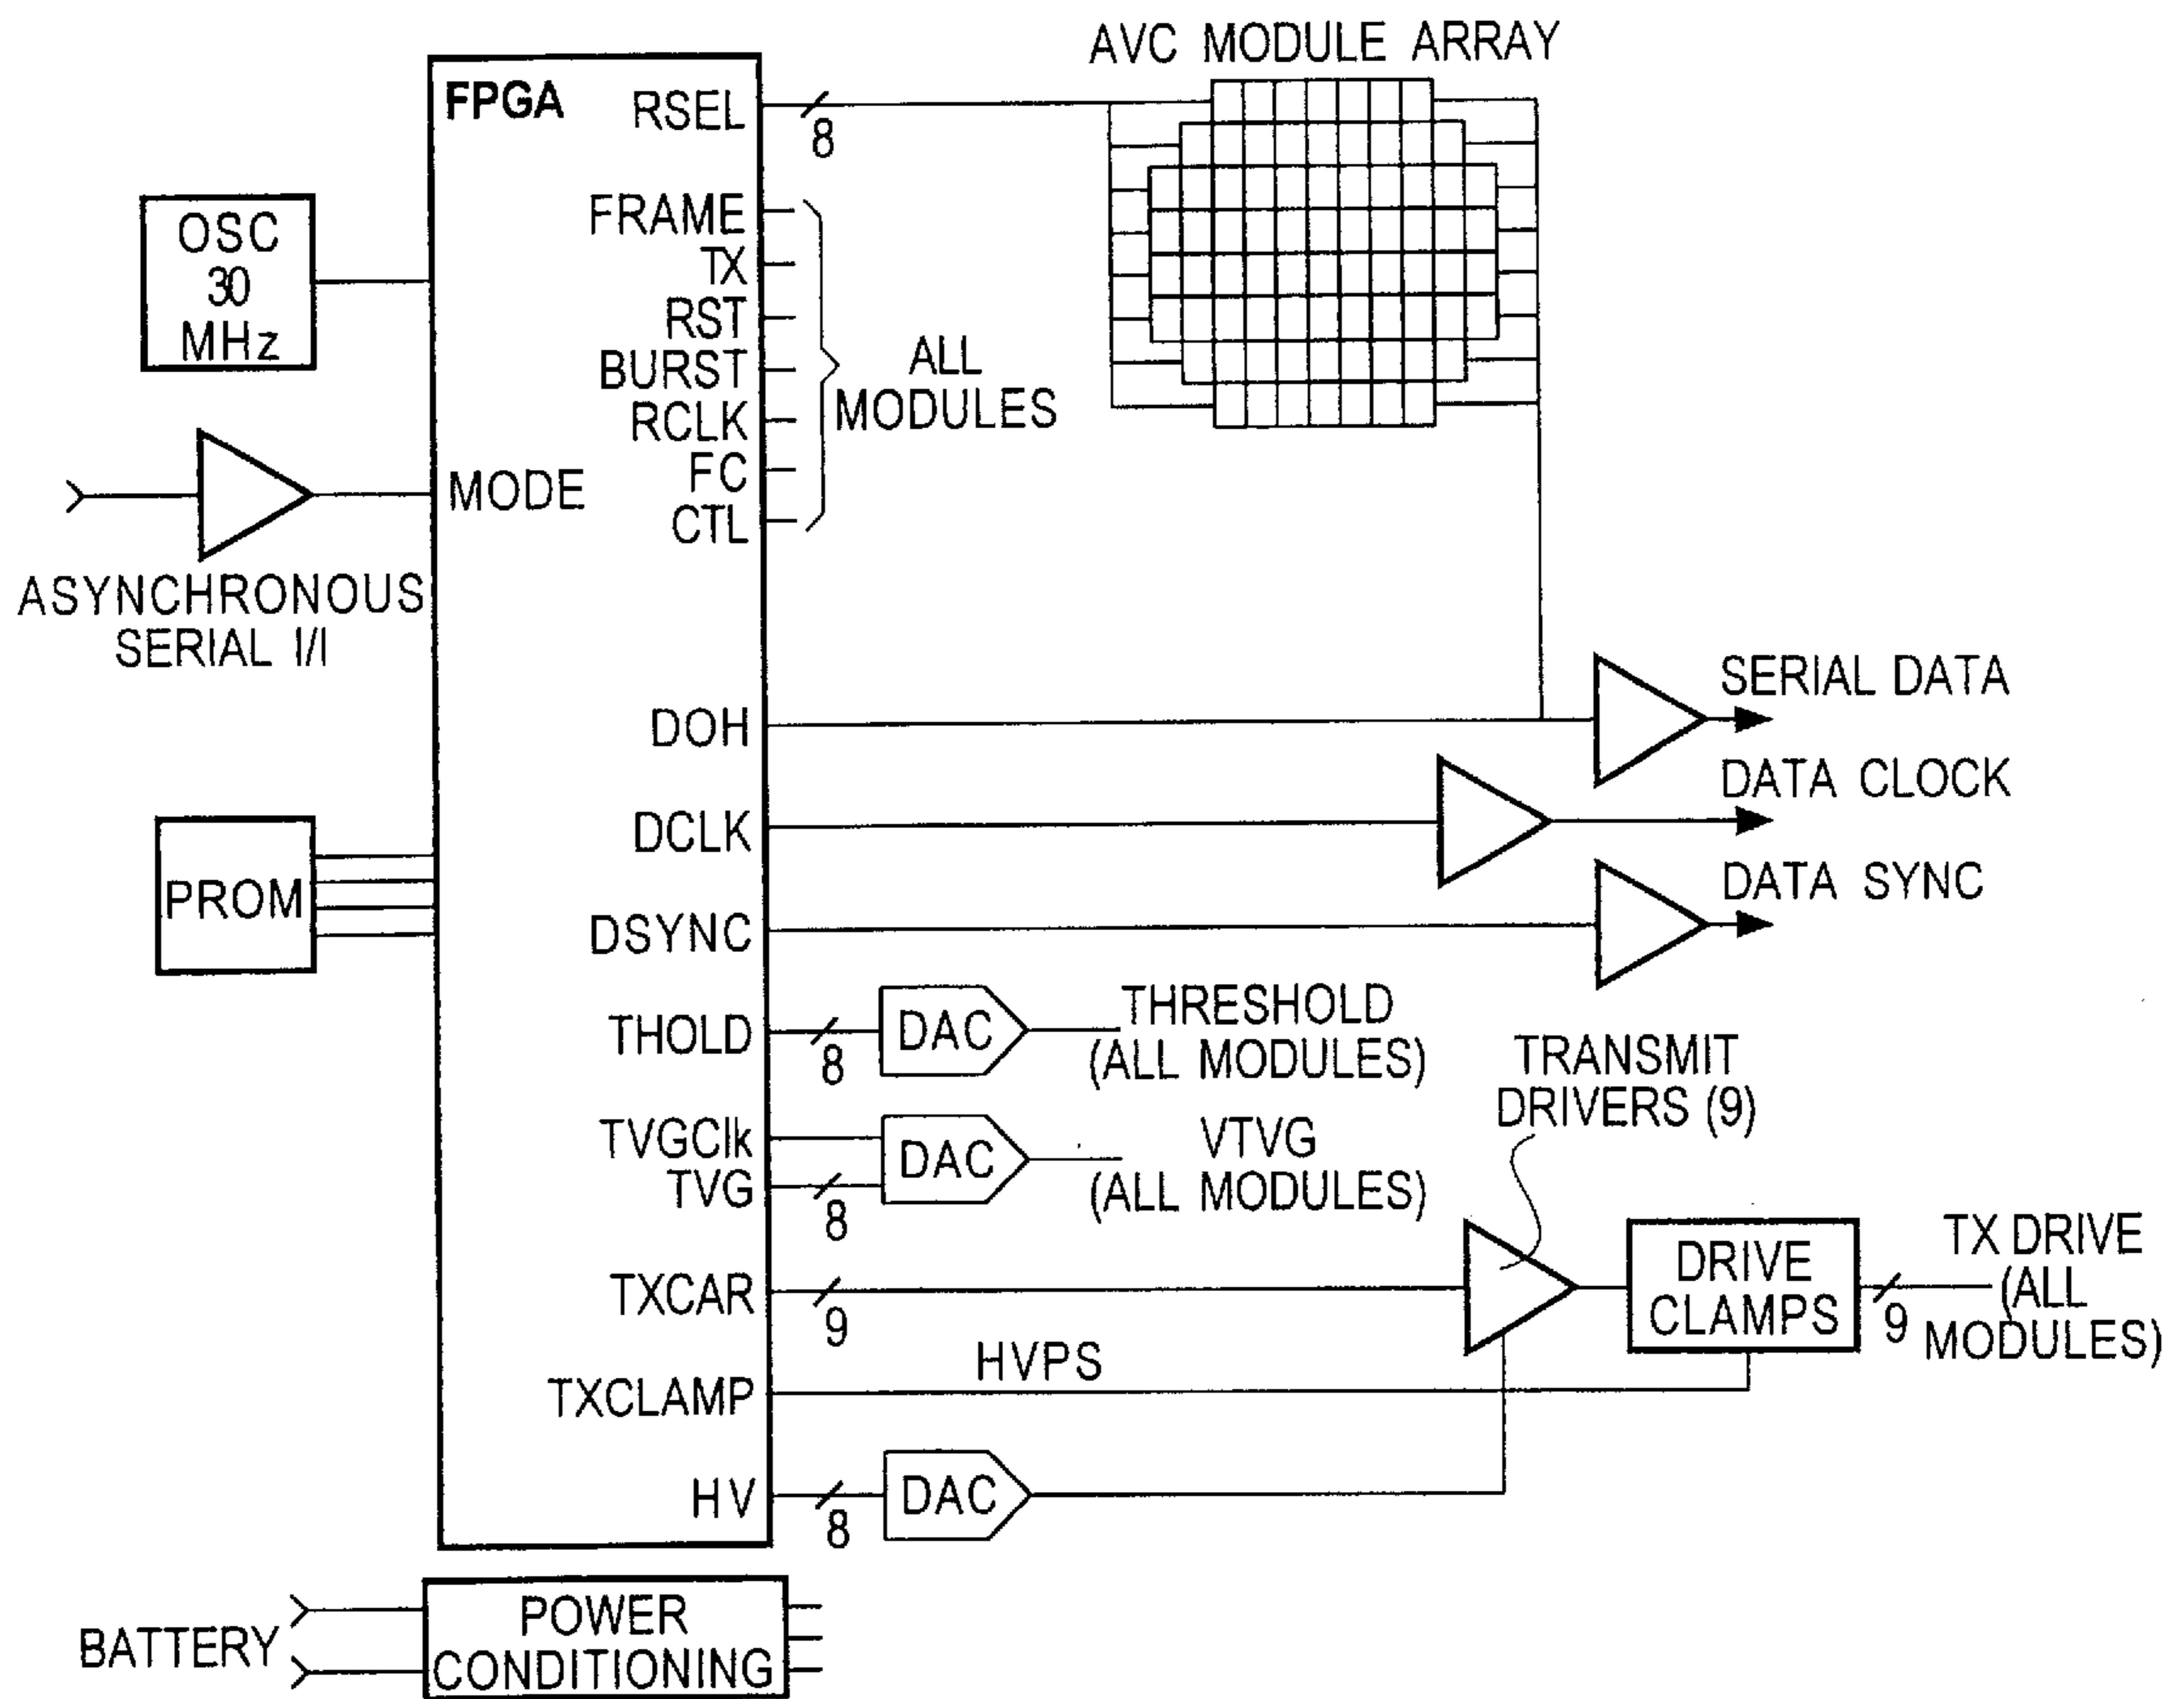 AVC MODULE ARRAY
FPGA
RSEL
8
FRAME
TX
RST
BURST
RCLK
FC
CTL
ALL
MODULES
OSC
30
MHz
MODE
ASYNCHRONOUS
SERIAL I/I
DOH
SERIAL DATA
DCLK
DATA CLOCK
DSYNC
DATA SYNC
PROM
THOLD
8
DAC
THRESHOLD
(ALL MODULES)
TVGClk
TVG
8
DAC
VTVG
(ALL MODULES)
TRANSMIT
DRIVERS (9)
TXCAR
9
DRIVE
CLAMPS
9
TX DRIVE
(ALL
MODULES)
HVPS
TXCLAMP
HV
8
DAC
BATTERY
POWER
CONDITIONING